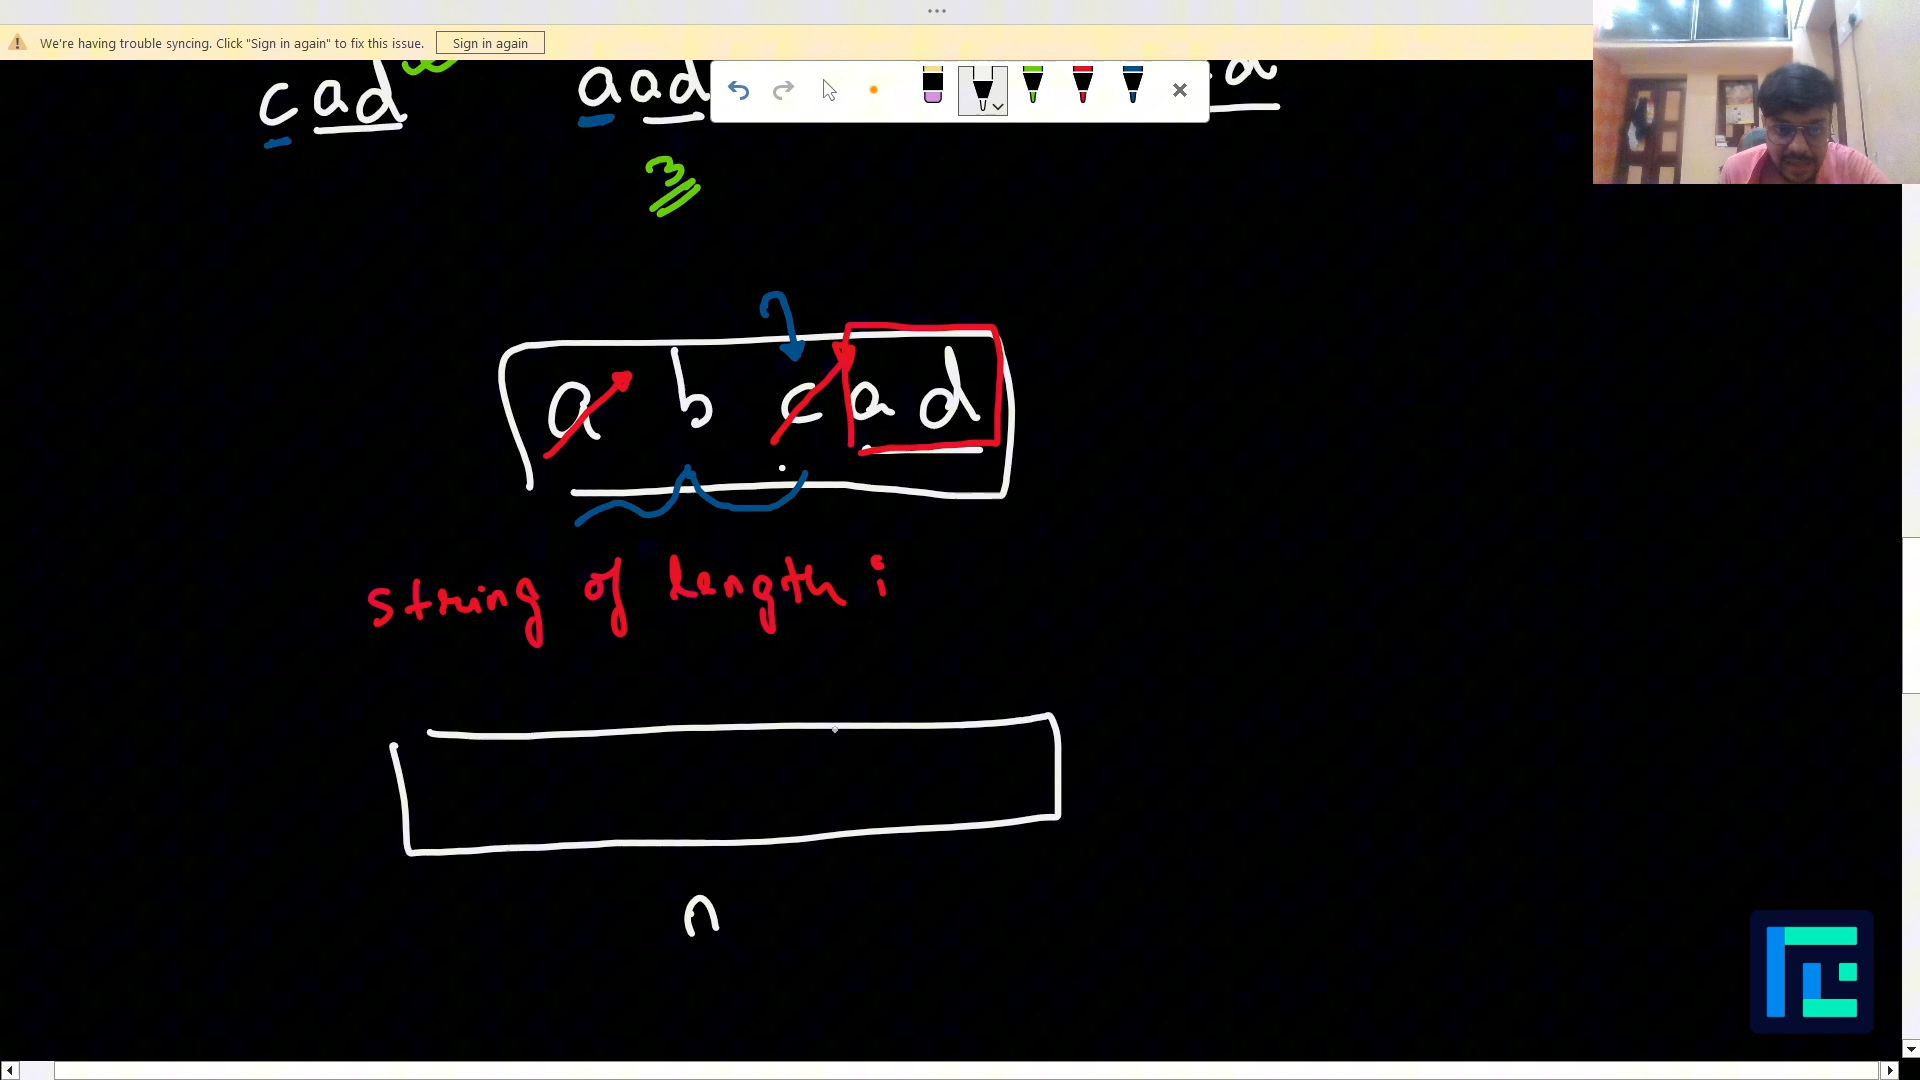 We're having trouble syncing. Click "Sign in again" to fix this issue. Sign in again
cad aad d
3
a b c a d
string of length i
n